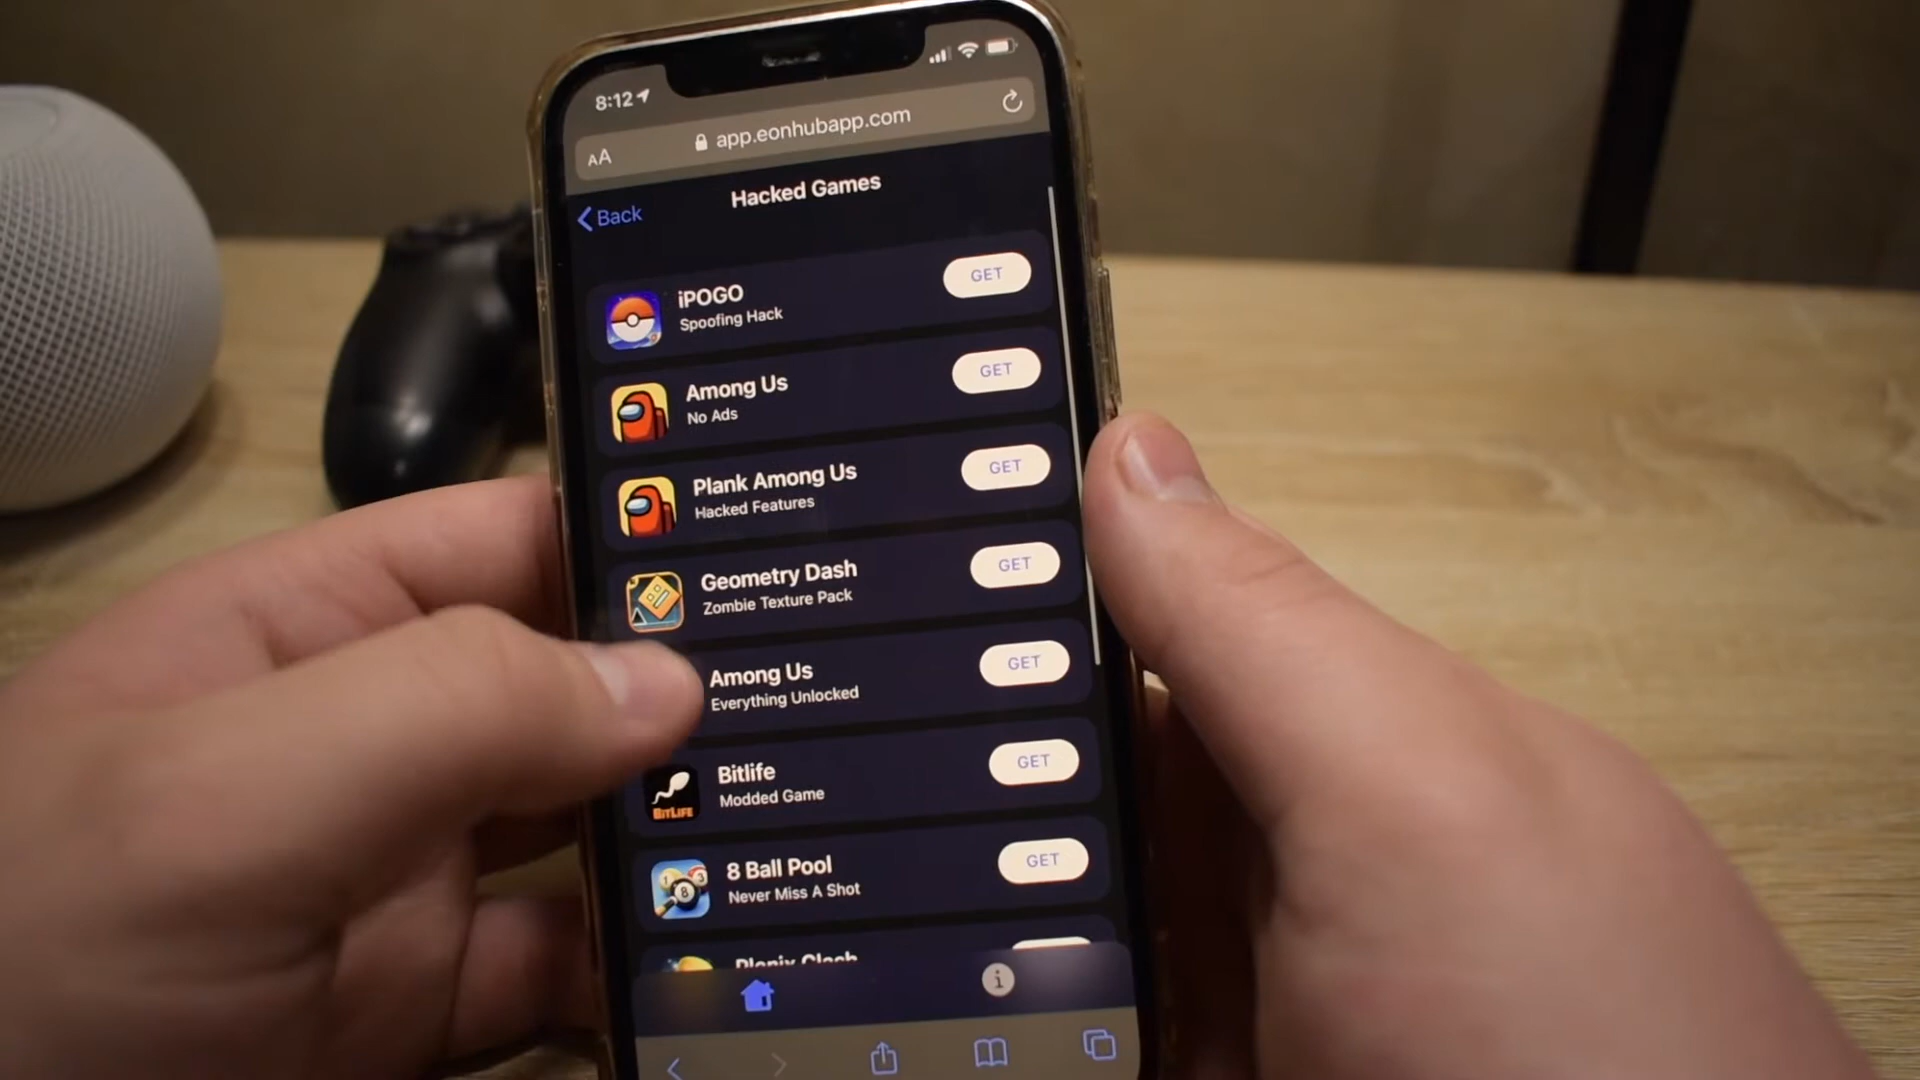 8:12
AA app.eonhubapp.com
Back
Hacked Games
iPOGO
Spoofing Hack
GET
Among Us
No Ads
GET
Plank Among Us
Hacked Features
GET
Geometry Dash
Zombie Texture Pack
GET
Among Us
Everything Unlocked
GET
BITLIFE
Bitlife
Modded Game
GET
8 Ball Pool
Never Miss A Shot
GET